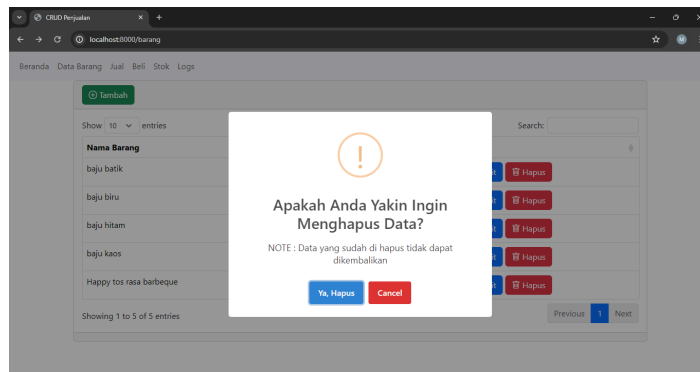 CRUD Penjualan
localhost:8000/barang
M
Beranda Data Barang Jual Beli Stok Logs
Tambah
Show 10 entries Search:
Nama Barang
baju batik Hapus
baju biru Hapus
baju hitam Hapus
baju kaos Hapus
Happy tos rasa barbeque Hapus
!
Apakah Anda Yakin Ingin
Menghapus Data?
NOTE : Data yang sudah di hapus tidak dapat
dikembalikan
Ya, Hapus Cancel
Showing 1 to 5 of 5 entries Previous 1 Next